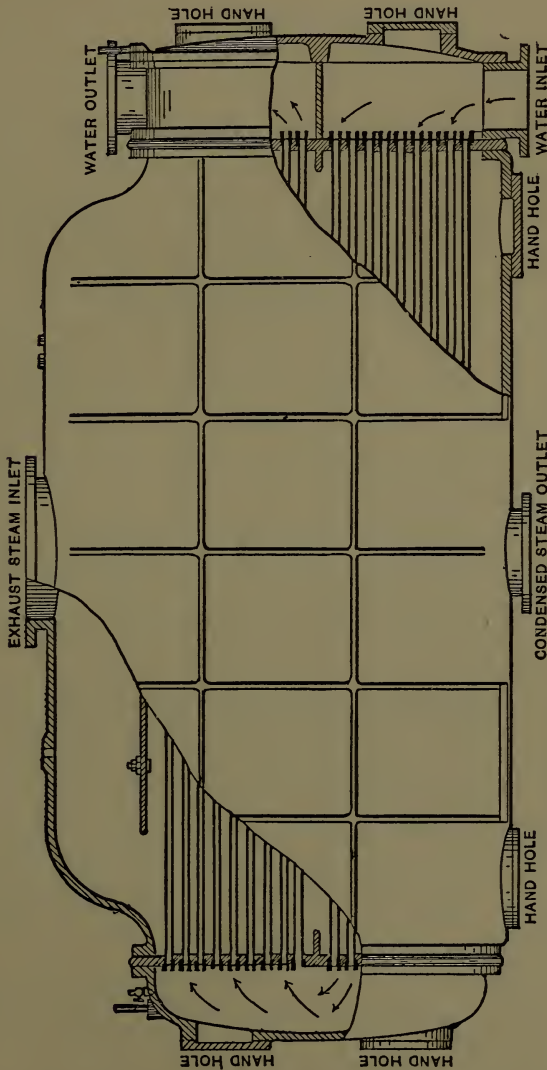 EXHAUST STEAM INLET
WATER OUTLET
HAND HOLE
HAND HOLE
HAND HOLE
HAND HOLE
HAND HOLE
CONDENSED STEAM OUTLET
HAND HOLE
WATER INLET